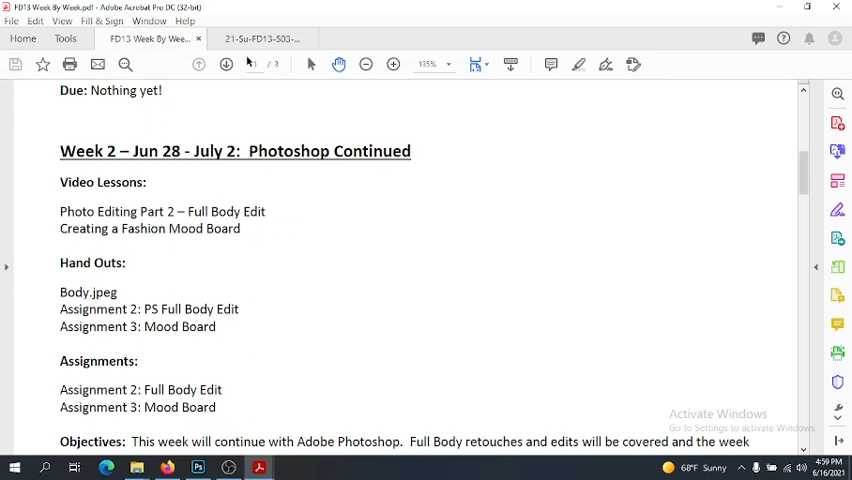 FD13 Week By Week.pdf - Adobe Acrobat Pro DC (32-bit)
File Edit View Fill & Sign Window Help
Home Tools FD13 Week By Wee... × 21-Su-FD13-S03-...
1 / 3 135%
Due: Nothing yet!
Week 2 – Jun 28 - July 2: Photoshop Continued
Video Lessons:
Photo Editing Part 2 – Full Body Edit
Creating a Fashion Mood Board
Hand Outs:
Body.jpeg
Assignment 2: PS Full Body Edit
Assignment 3: Mood Board
Assignments:
Assignment 2: Full Body Edit
Assignment 3: Mood Board
Objectives: This week will continue with Adobe Photoshop. Full Body retouches and edits will be covered and the week
Activate Windows
Go to Settings to activate Windows.
Ps
68°F Sunny
4:59 PM
6/16/2021